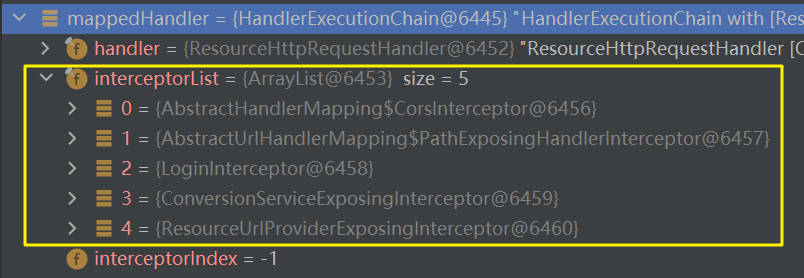 mappedHandler = {HandlerExecutionChain@6445} "HandlerExecutionChain with [Res
f handler = {ResourceHttpRequestHandler@6452} "ResourceHttpRequestHandler [C
f interceptorList = {ArrayList@6453} size = 5
0 = {AbstractHandlerMapping$CorsInterceptor@6456}
1 = {AbstractUrlHandlerMapping$PathExposingHandlerInterceptor@6457}
2 = {LoginInterceptor@6458}
3 = {ConversionServiceExposingInterceptor@6459}
4 = {ResourceUrlProviderExposingInterceptor@6460}
f interceptorIndex = -1